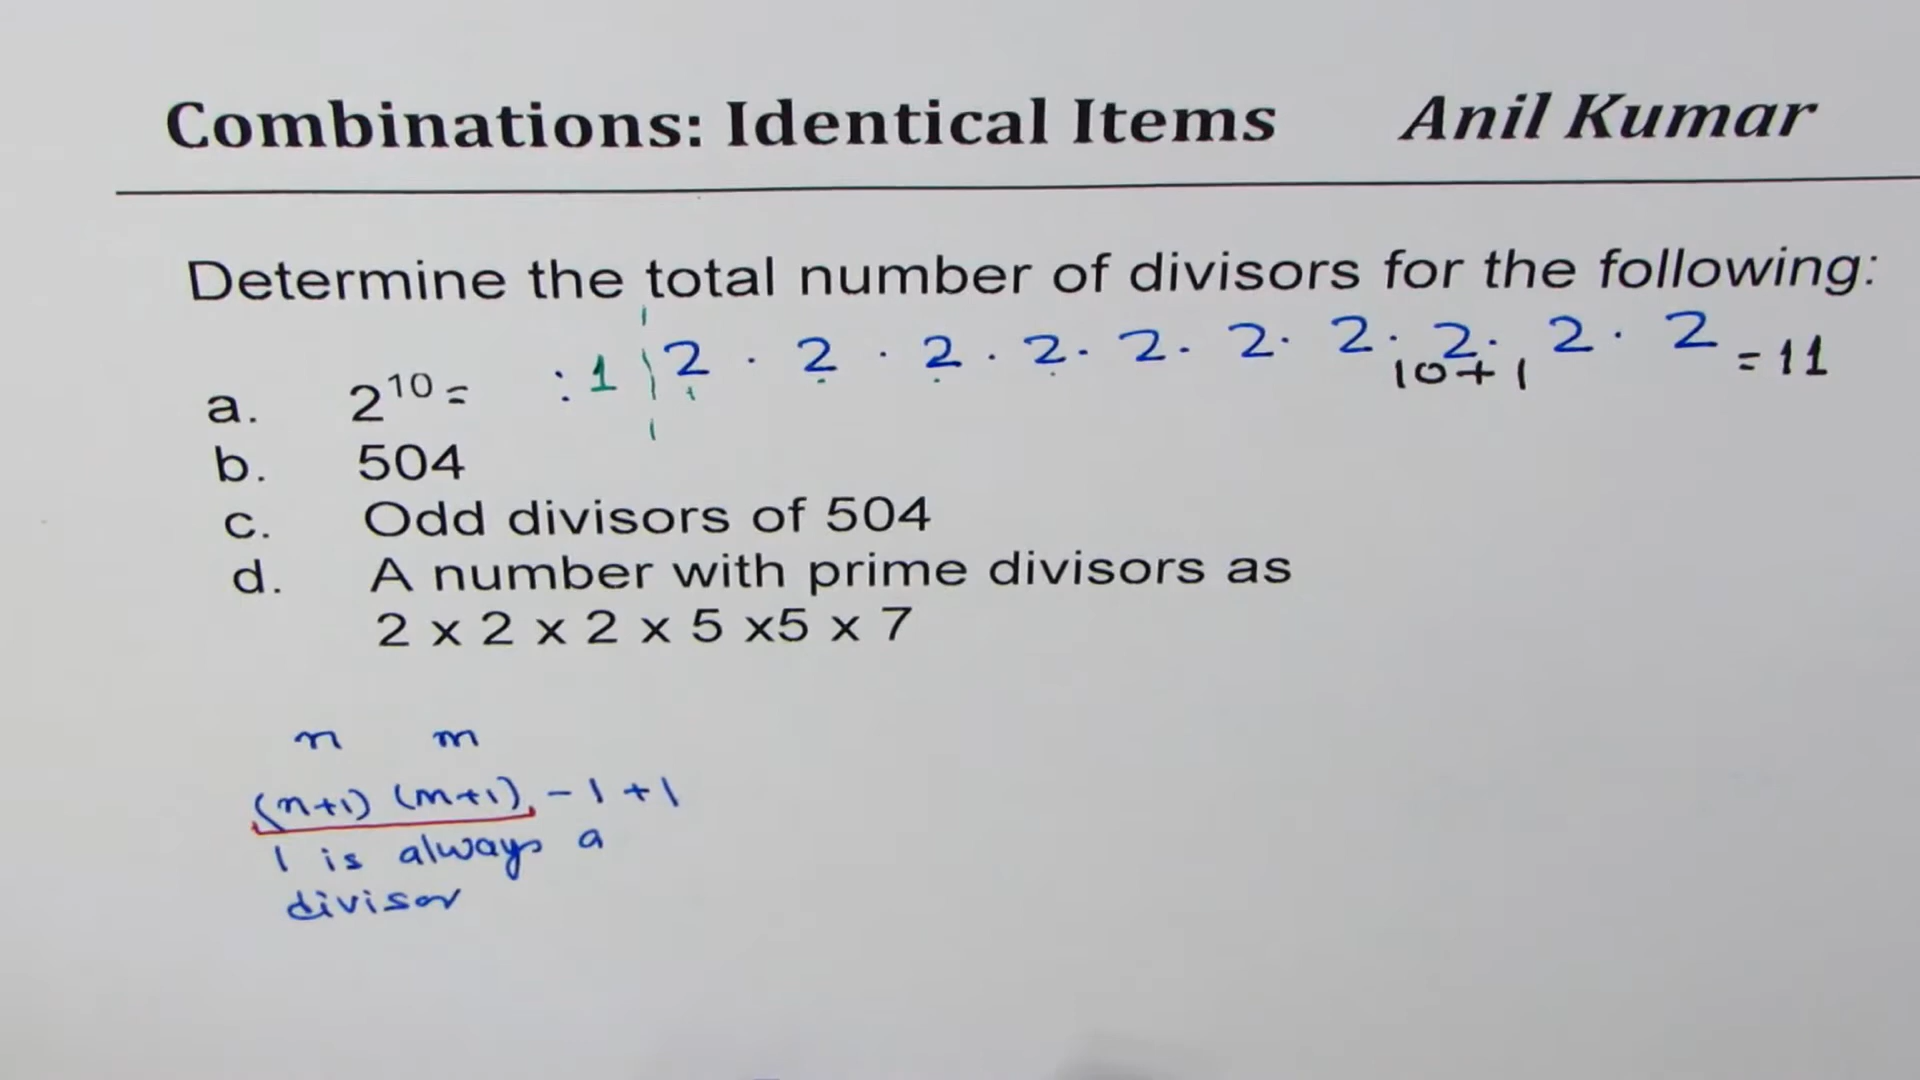 Combinations: Identical Items Anil Kumar
Determine the total number of divisors for the following:
a. 2¹⁰ = : 1 | 2 · 2 · 2 · 2 · 2 · 2 · 2 · 2 · 2 · 2
10 + 1 = 11
b. 504
c. Odd divisors of 504
d. A number with prime divisors as
2 x 2 x 2 x 5 x5 x 7
n m
(n+1) (m+1) - 1 + 1
1 is always a
divisor